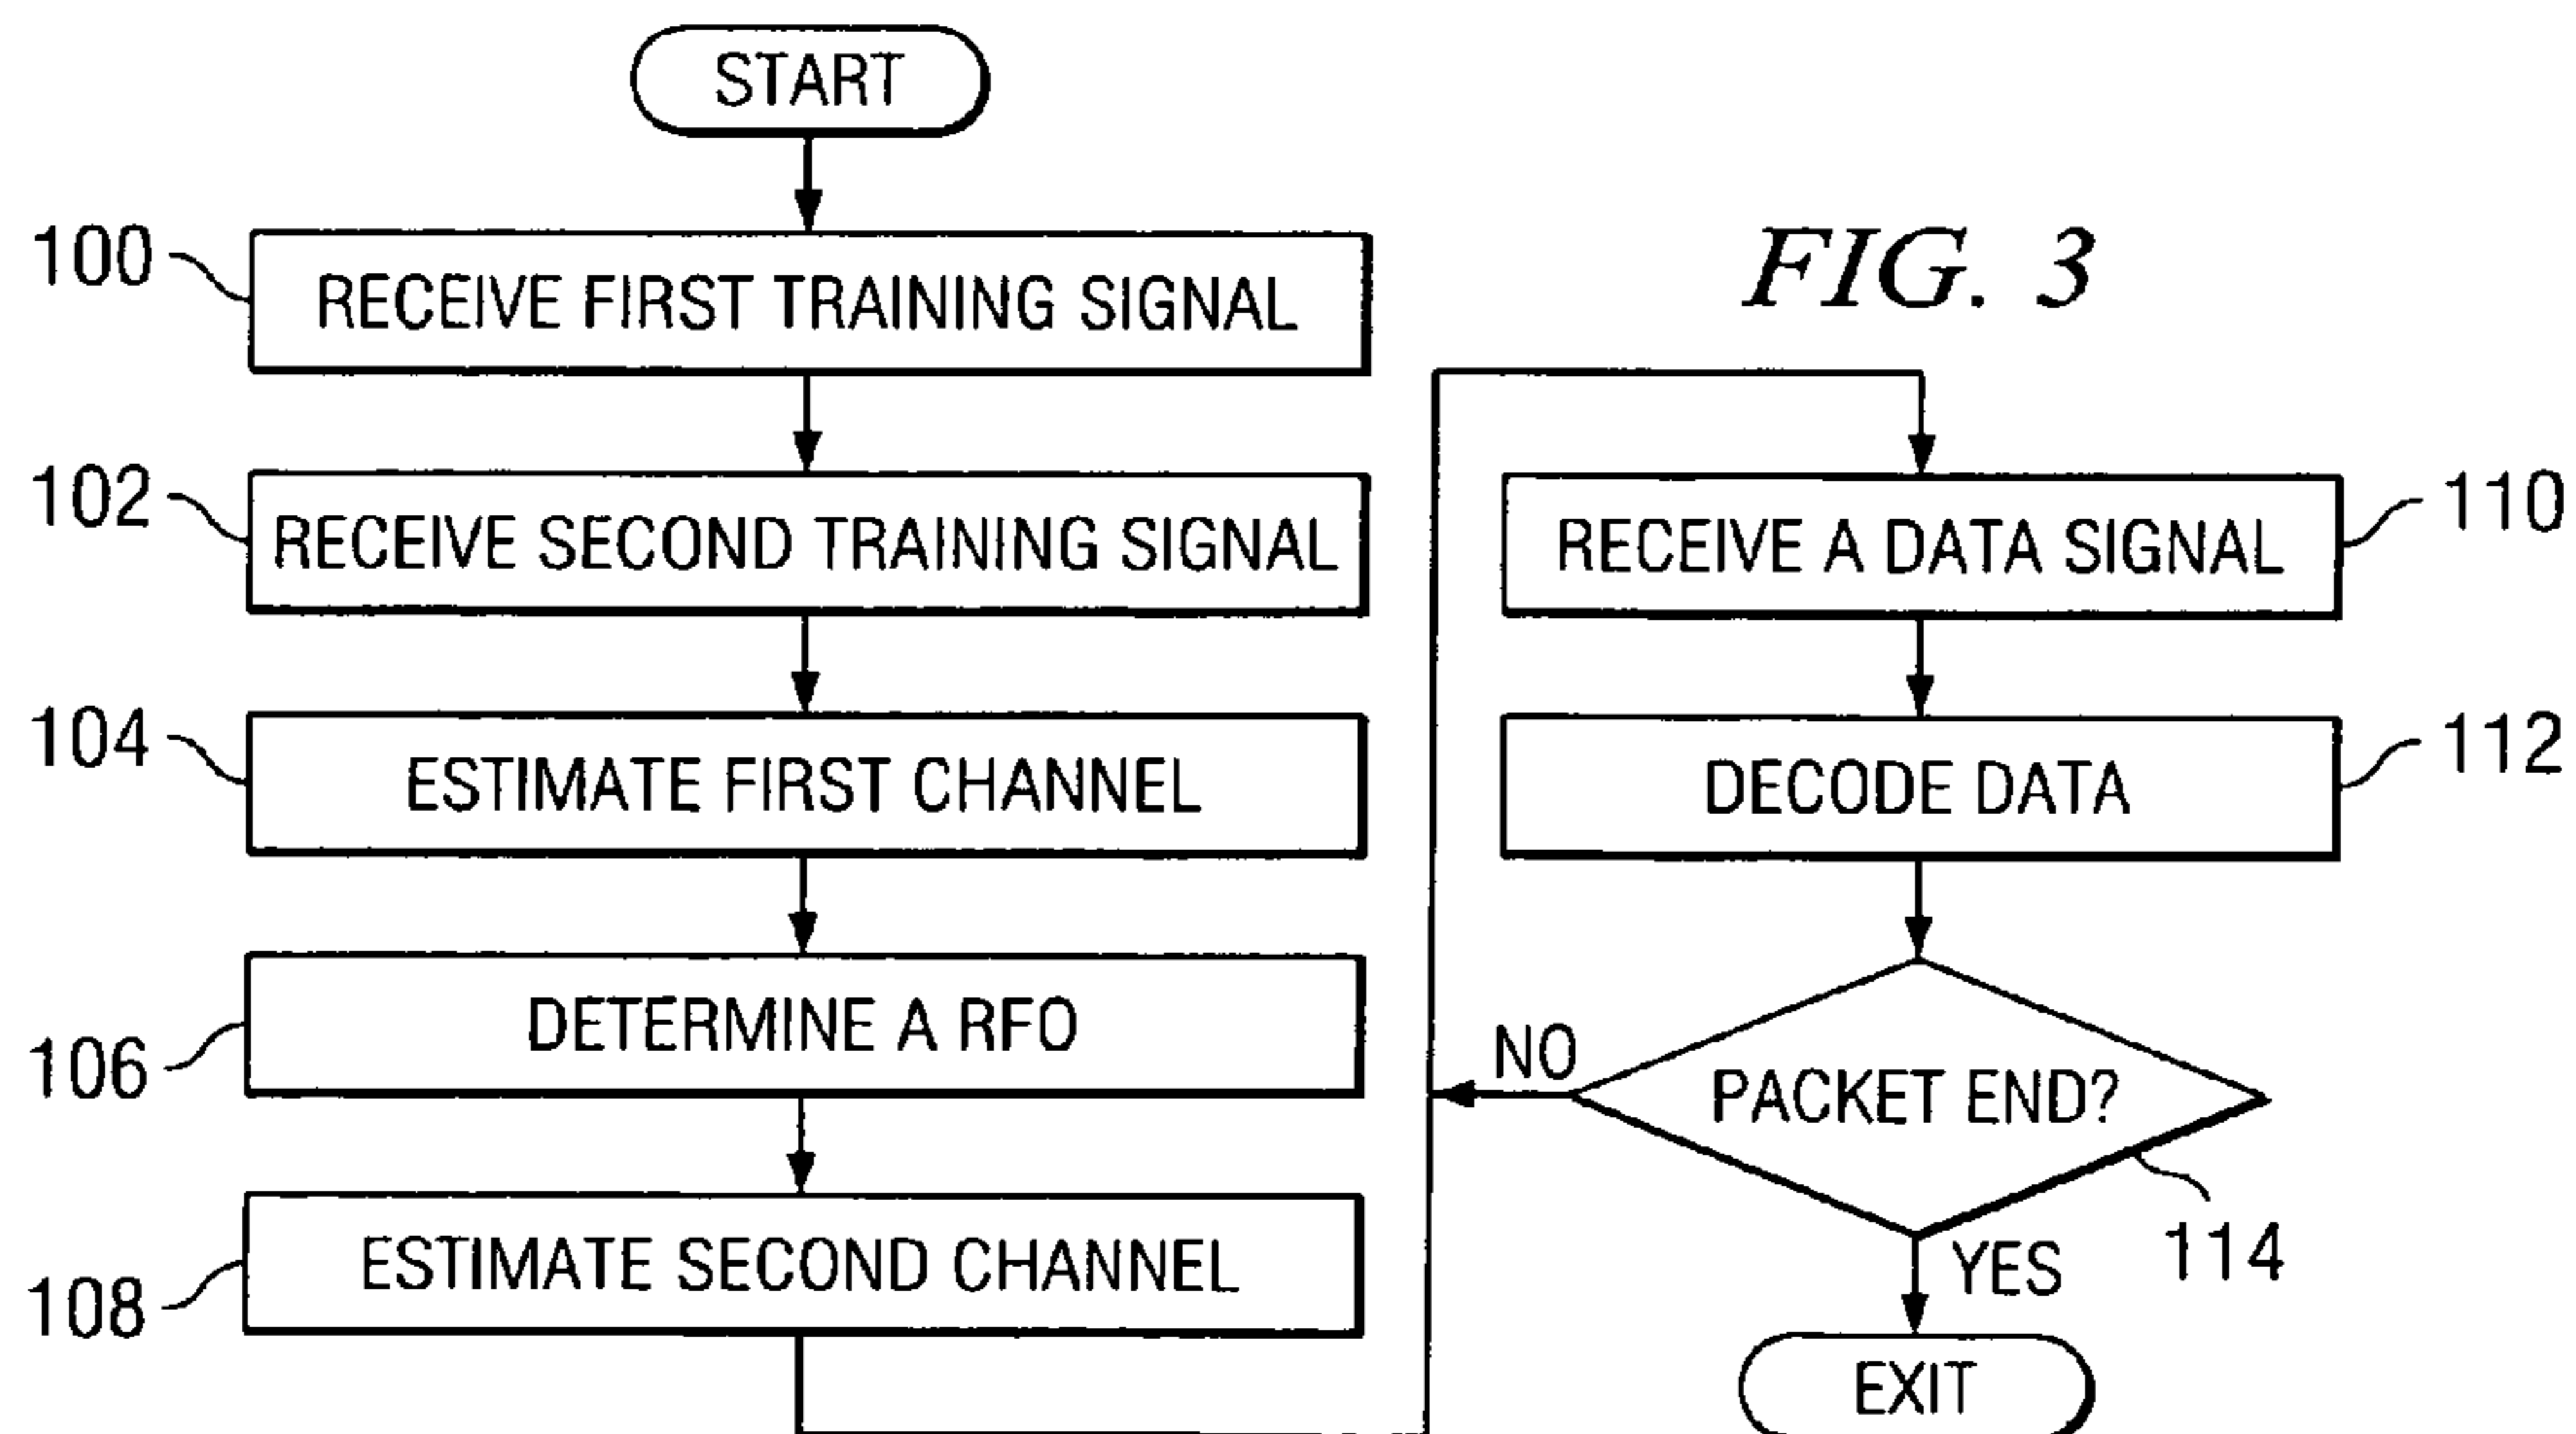 START
FIG. 3
100
RECEIVE FIRST TRAINING SIGNAL
102
RECEIVE SECOND TRAINING SIGNAL
104
ESTIMATE FIRST CHANNEL
106
DETERMINE A RFO
108
ESTIMATE SECOND CHANNEL
RECEIVE A DATA SIGNAL
110
DECODE DATA
112
PACKET END?
NO
114
YES
EXIT